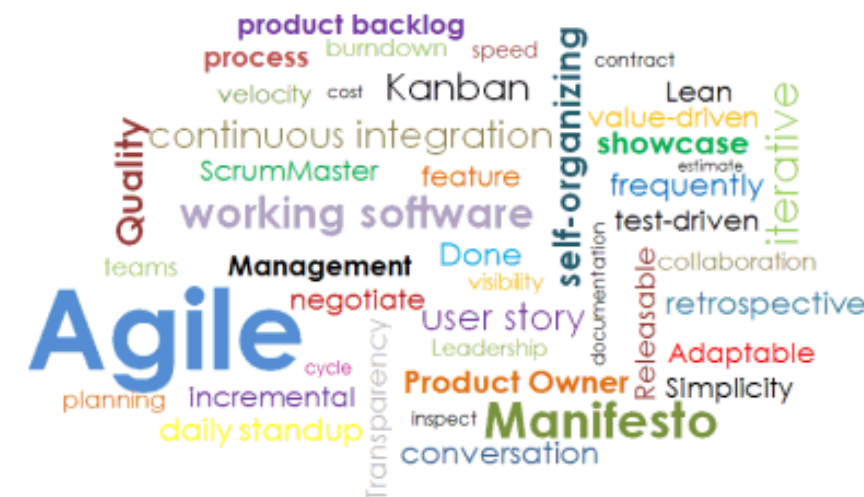 product backlog
process
burndown
speed
contract
velocity
cost
Kanban
self-organizing
Lean
value-driven
iterative
Quality
continuous integration
showcase
ScrumMaster
feature
estimate
frequently
working software
test-driven
teams
Management
Done
visibility
documentation
collaboration
Agile
negotiate
user story
Releasable
retrospective
Leadership
cycle
Transparency
Adaptable
planning
incremental
Product Owner
Simplicity
daily standup
inspect
Manifesto
conversation